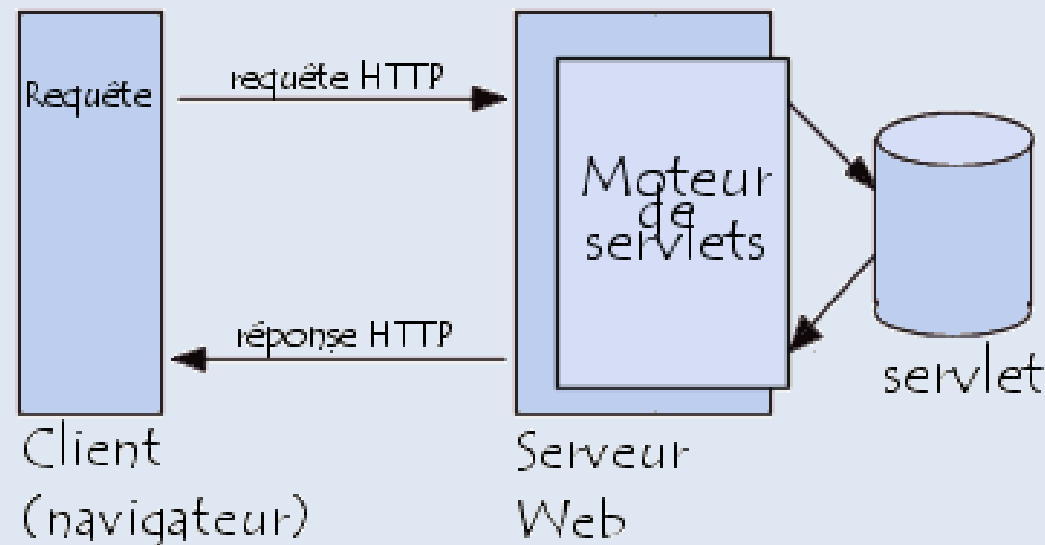 Requête
requête HTTP
Moteur
de
servlets
réponse HTTP
servlet
Client
(navigateur)
Serveur
Web